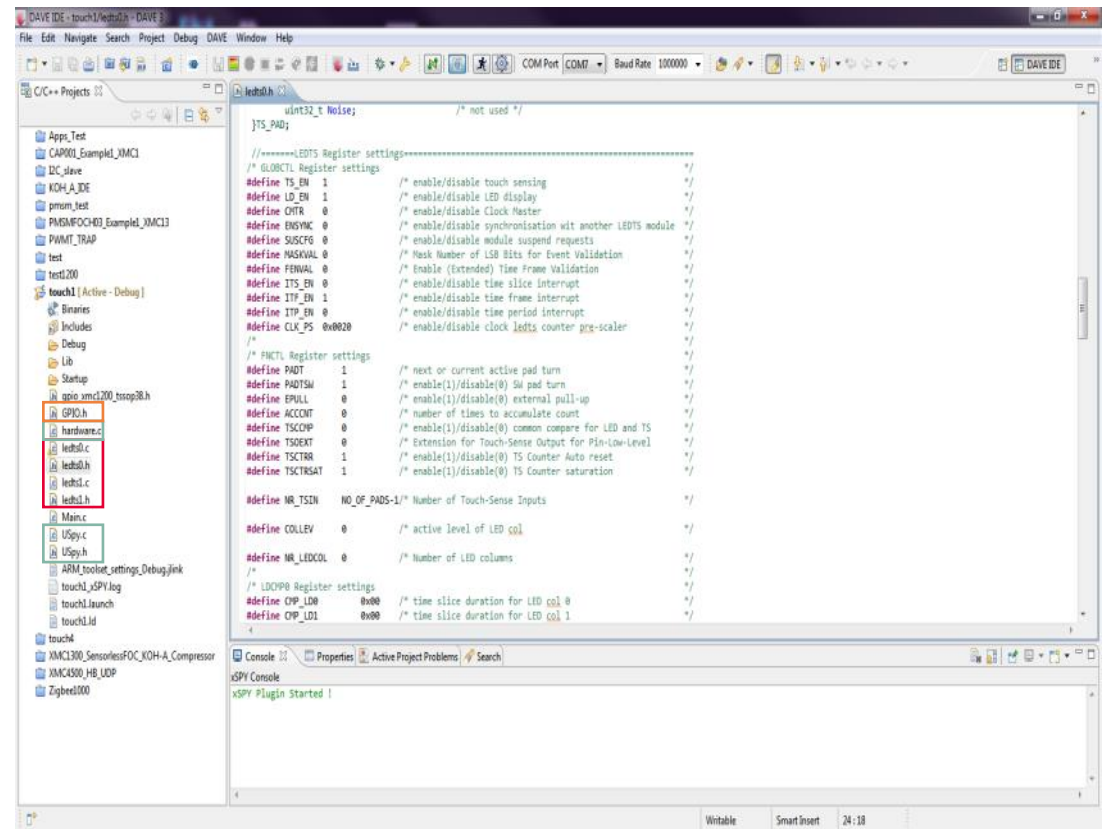 DAVE IDE - touch1/ledts0.h - DAVE 3
File Edit Navigate Search Project Debug DAVE Window Help
COM Port COM7 Baud Rate 1000000 DAVE IDE
C/C++ Projects
Apps_Test
CAP001_Example1_XMC1
I2C_slave
KOH_A_IDE
pmsm_test
PMSMFOCH03_Example1_XMC13
PWMT_TRAP
test
test1200
touch1 [ Active - Debug ]
Binaries
Includes
Debug
Lib
Startup
gpio_xmc1200_tssop38.h
GPIO.h
hardware.c
ledts0.c
ledts0.h
ledts1.c
ledts1.h
Main.c
USpy.c
USpy.h
ARM_toolset_settings_Debug.jlink
touch1_xSPY.log
touch1.launch
touch1.ld
touch4
XMC1300_SensorlessFOC_KOH-A_Compressor
XMC4500_HB_UDP
Zigbee1000
ledts0.h
uint32_t Noise; /* not used */
}TS_PAD;
//=======LEDTS Register settings=========================================================
/* GLOBCTL Register settings */
#define TS_EN 1 /* enable/disable touch sensing */
#define LD_EN 1 /* enable/disable LED display */
#define CMTR 0 /* enable/disable Clock Master */
#define ENSYNC 0 /* enable/disable synchronisation wit another LEDTS module */
#define SUSCFG 0 /* enable/disable module suspend requests */
#define MASKVAL 0 /* Mask Number of LSB Bits for Event Validation */
#define FENVAL 0 /* Enable (Extended) Time Frame Validation */
#define ITS_EN 0 /* enable/disable time slice interrupt */
#define ITF_EN 1 /* enable/disable time frame interrupt */
#define ITP_EN 0 /* enable/disable time period interrupt */
#define CLK_PS 0x0020 /* enable/disable clock ledts counter pre-scaler */
/* */
/* FNCTL Register settings */
#define PADT 1 /* next or current active pad turn */
#define PADTSW 1 /* enable(1)/disable(0) SW pad turn */
#define EPULL 0 /* enable(1)/disable(0) external pull-up */
#define ACCCNT 0 /* number of times to accumulate count */
#define TSCCMP 0 /* enable(1)/disable(0) common compare for LED and TS */
#define TSOEXT 0 /* Extension for Touch-Sense Output for Pin-Low-Level */
#define TSCTRR 1 /* enable(1)/disable(0) TS Counter Auto reset */
#define TSCTRSAT 1 /* enable(1)/disable(0) TS Counter saturation */
#define NR_TSIN NO_OF_PADS-1/* Number of Touch-Sense Inputs */
#define COLLEV 0 /* active level of LED col */
#define NR_LEDCOL 0 /* Number of LED columns */
/* */
/* LDCMP0 Register settings */
#define CMP_LD0 0x00 /* time slice duration for LED col 0 */
#define CMP_LD1 0x00 /* time slice duration for LED col 1 */
Console Properties Active Project Problems Search
xSPY Console
xSPY Plugin Started !
Writable Smart Insert 24 : 18